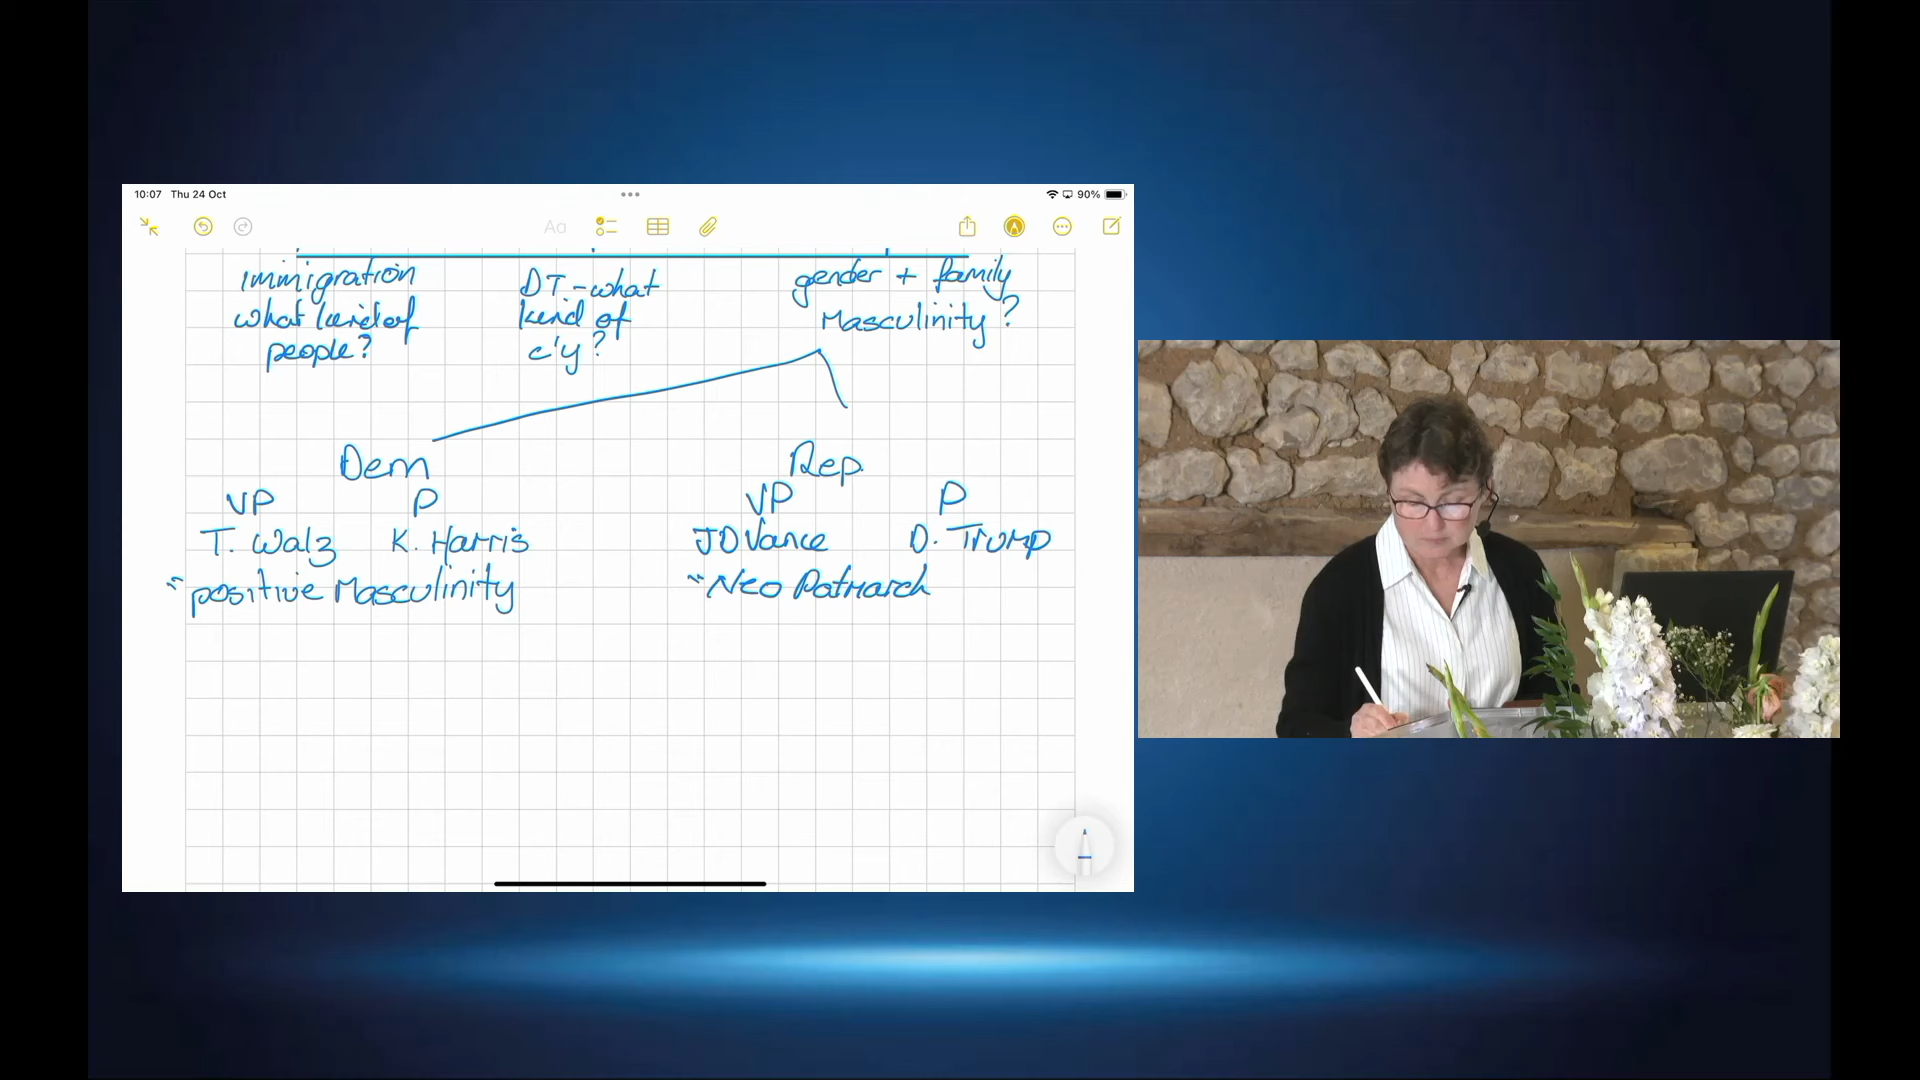 10:07 Thu 24 Oct
90%
Aa
immigration
what kind of
people?
DT - what
kind of
c'y?
gender + family
Masculinity?
Dem
Rep.
VP P
VP P
T. Walz K. Harris
JD Vance D. Trump
"positive Masculinity
"Neo Patriarch